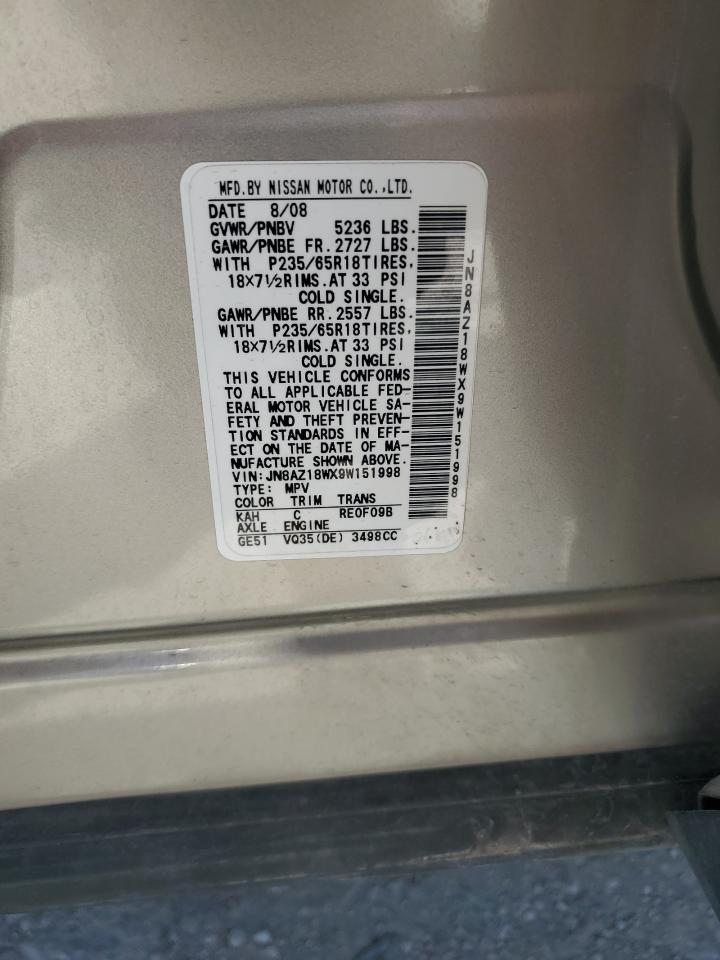 MFD.BY NISSAN MOTOR CO.,LTD.
DATE 8/08
GVWR/PNBV 5236 LBS.
GAWR/PNBE FR.2727 LBS.
WITH P235/65R18TIRES,
18X7½RIMS.AT 33 PSI
COLD SINGLE.
GAWR/PNBE RR.2557 LBS.
WITH P235/65R18TIRES,
18X7½RIMS.AT 33 PSI
COLD SINGLE.
THIS VEHICLE CONFORMS
TO ALL APPLICABLE FED-
ERAL MOTOR VEHICLE SA-
FETY AND THEFT PREVEN-
TION STANDARDS IN EFF-
ECT ON THE DATE OF MA-
NUFACTURE SHOWN ABOVE.
VIN:JN8AZ18WX9W151998
TYPE: MPV
COLOR TRIM TRANS
KAH C RE0F09B
AXLE ENGINE
GE51 VQ35(DE) 3498CC
JN8AZ18WX9W151998